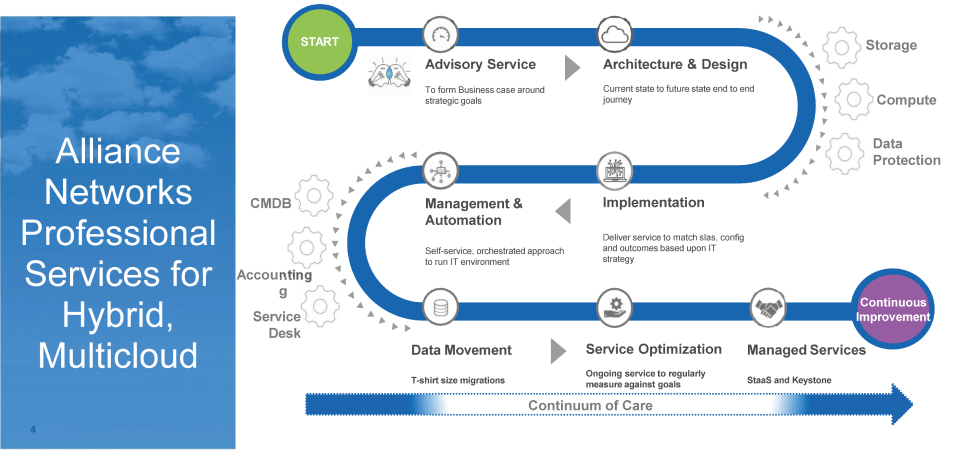 Alliance
Networks
Professional
Services for
Hybrid,
Multicloud
4
START
Advisory Service
To form Business case around
strategic goals
Architecture & Design
Current state to future state end to end
journey
Storage
Compute
Data
Protection
Implementation
Deliver service to match slas, config
and outcomes based upon IT
strategy
Management &
Automation
Self-service, orchestrated approach
to run IT environment
CMDB
Accounting
g
Service
Desk
Data Movement
T-shirt size migrations
Service Optimization
Ongoing service to regularly
measure against goals
Managed Services
StaaS and Keystone
Continuous
Improvement
Continuum of Care